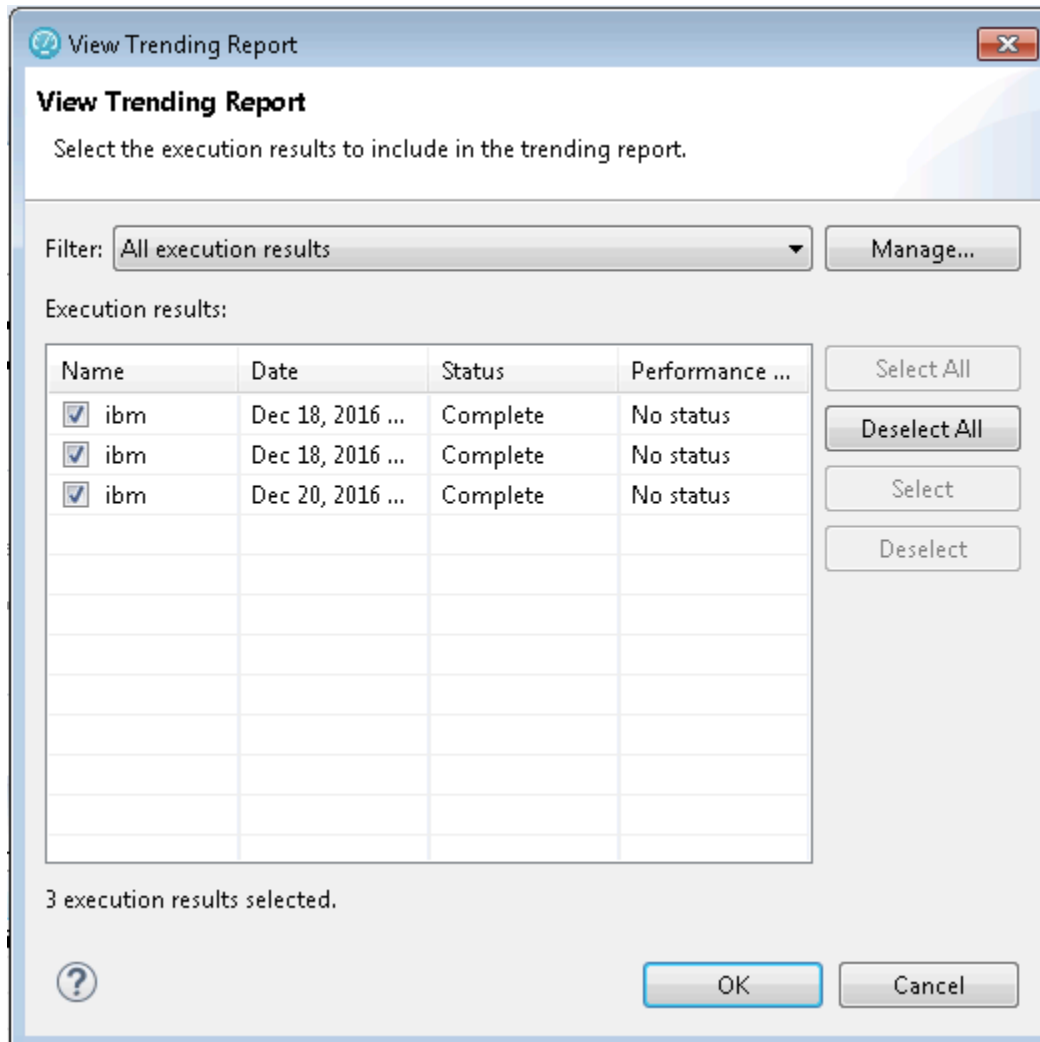 View Trending Report
View Trending Report
Select the execution results to include in the trending report.
Filter: All execution results Manage...
Execution results:
Name Date Status Performance ... Select All
ibm Dec 18, 2016 ... Complete No status Deselect All
ibm Dec 18, 2016 ... Complete No status
ibm Dec 20, 2016 ... Complete No status Select
Deselect
3 execution results selected.
? OK Cancel